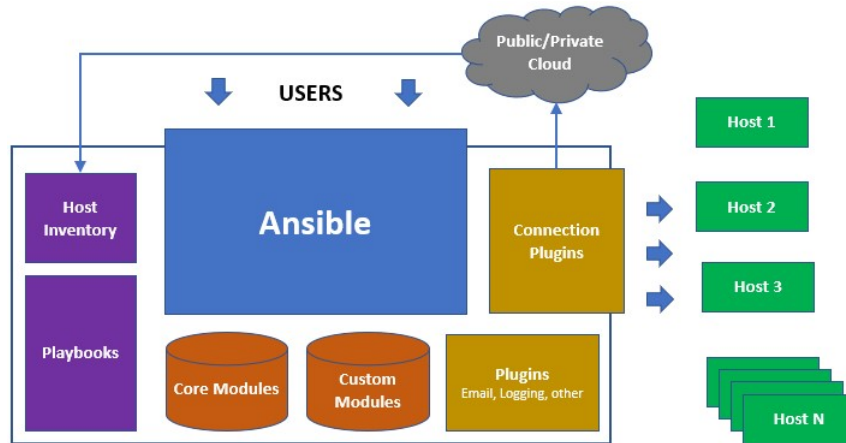 Public/Private
Cloud
USERS
Host 1
Host
Inventory
Ansible
Connection
Plugins
Host 2
Host 3
Playbooks
Core Modules
Custom
Modules
Plugins
Email, Logging, other
Host N